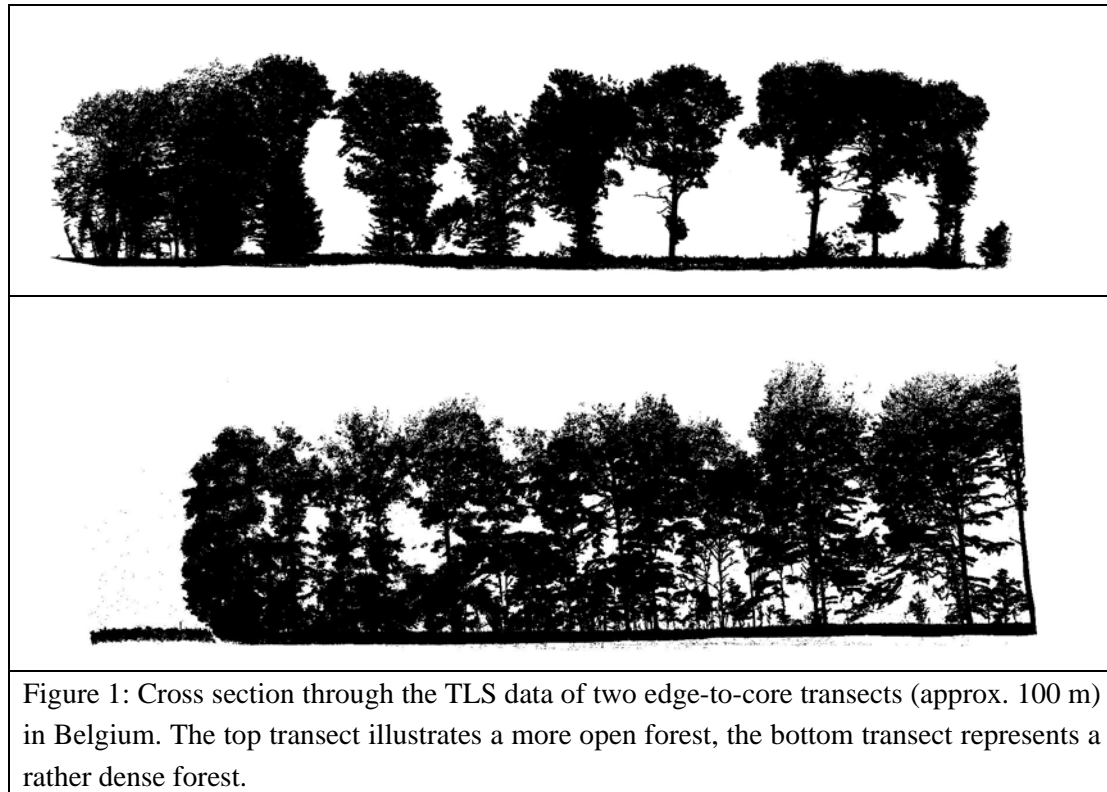 Figure 1: Cross section through the TLS data of two edge-to-core transects (approx. 100 m)
in Belgium. The top transect illustrates a more open forest, the bottom transect represents a
rather dense forest.